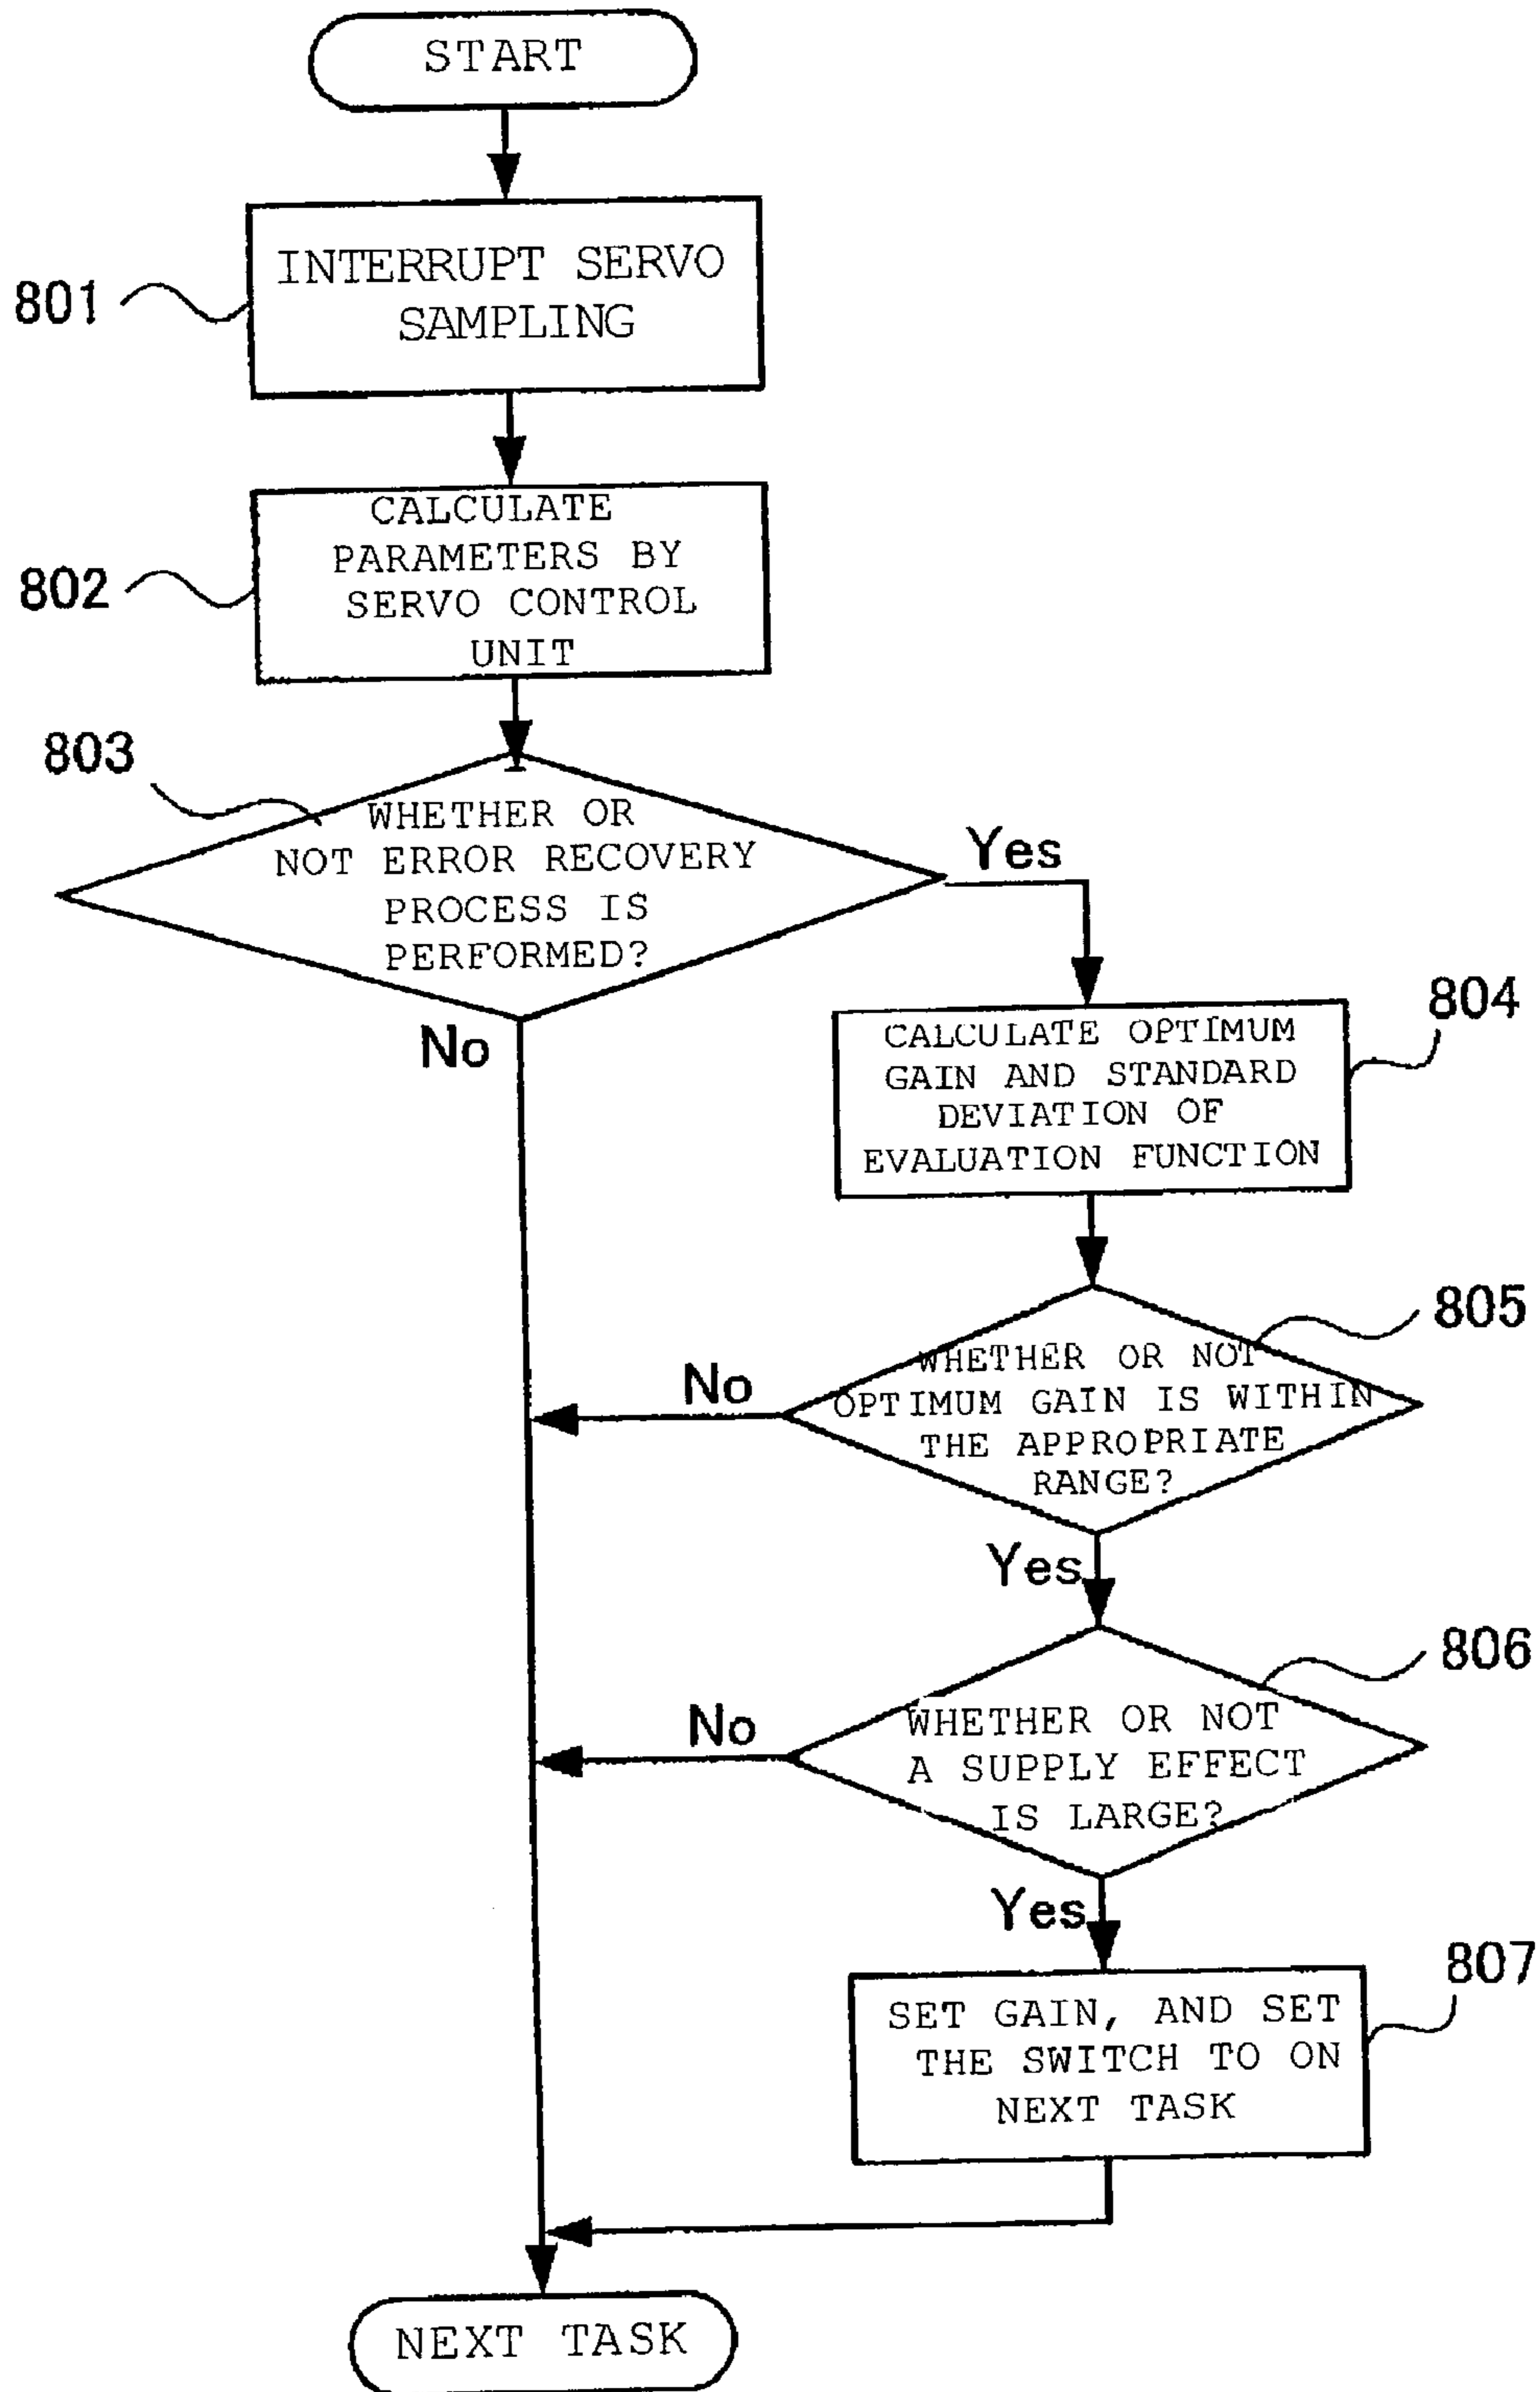 START
801
INTERRUPT SERVO
SAMPLING
802
CALCULATE
PARAMETERS BY
SERVO CONTROL
UNIT
803
WHETHER OR
NOT ERROR RECOVERY
PROCESS IS
PERFORMED?
Yes
No
804
CALCULATE OPTIMUM
GAIN AND STANDARD
DEVIATION OF
EVALUATION FUNCTION
805
WHETHER OR NOT
OPTIMUM GAIN IS WITHIN
THE APPROPRIATE
RANGE?
No
Yes
806
WHETHER OR NOT
A SUPPLY EFFECT
IS LARGE?
No
Yes
807
SET GAIN, AND SET
THE SWITCH TO ON
NEXT TASK
NEXT TASK